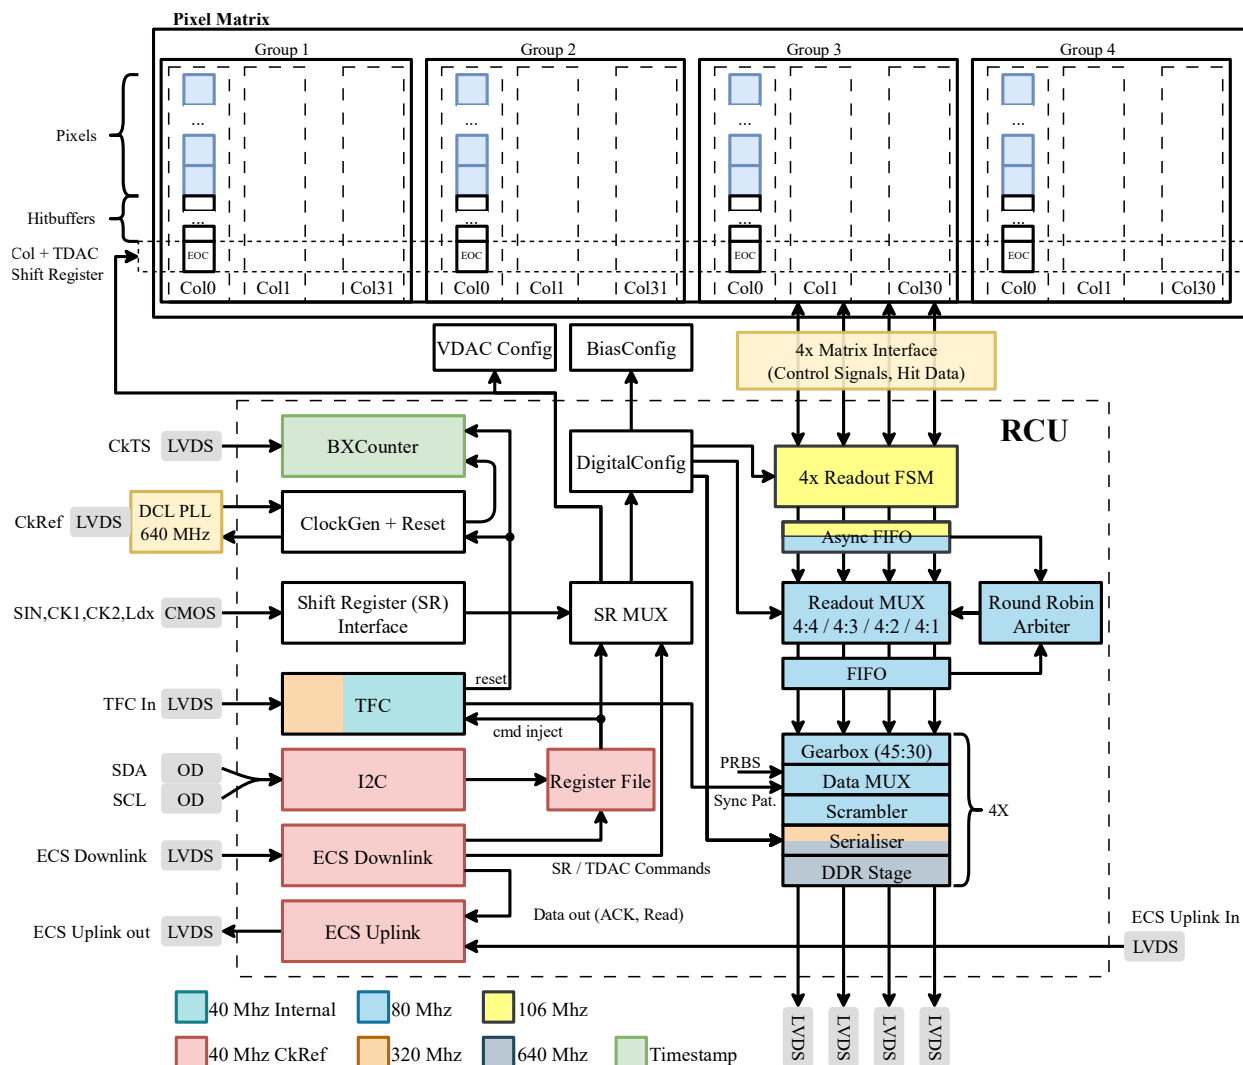 Pixel Matrix
Group 1
Group 2
Group 3
Group 4
Pixels
...
...
...
...
Hitbuffers
...
...
...
...
Col + TDAC
Shift Register
EOC
EOC
EOC
EOC
Col0
Col1
Col31
Col0
Col1
Col31
Col0
Col1
Col30
Col0
Col1
Col30
VDAC Config
BiasConfig
4x Matrix Interface
(Control Signals, Hit Data)
RCU
CkTS
LVDS
BXCounter
DigitalConfig
4x Readout FSM
CkRef
LVDS
DCL PLL
640 MHz
ClockGen + Reset
Async FIFO
SIN,CK1,CK2,Ldx
CMOS
Shift Register (SR)
Interface
SR MUX
Readout MUX
4:4 / 4:3 / 4:2 / 4:1
Round Robin
Arbiter
FIFO
reset
TFC In
LVDS
TFC
cmd inject
SDA
OD
SCL
OD
I2C
Register File
PRBS
Sync Pat.
Gearbox (45:30)
Data MUX
Scrambler
Serialiser
DDR Stage
4X
ECS Downlink
LVDS
ECS Downlink
SR / TDAC Commands
Data out (ACK, Read)
ECS Uplink out
LVDS
ECS Uplink
ECS Uplink In
LVDS
LVDS
LVDS
LVDS
LVDS
40 Mhz Internal
80 Mhz
106 Mhz
40 Mhz CkRef
320 Mhz
640 Mhz
Timestamp